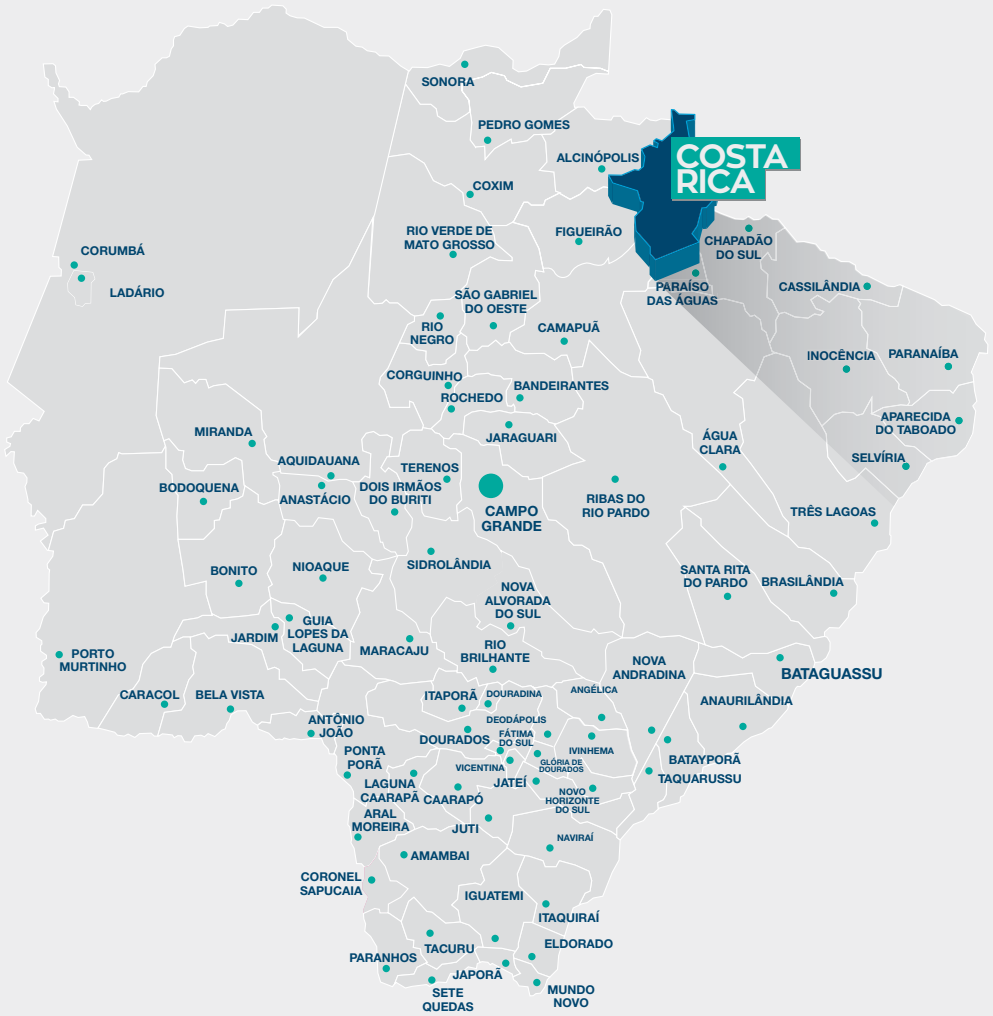 SONORA
PEDRO GOMES
ALCINÓPOLIS
COSTA
RICA
COXIM
RIO VERDE DE
MATO GROSSO
FIGUEIRÃO
CHAPADÃO
DO SUL
CORUMBÁ
LADÁRIO
PARAÍSO
DAS ÁGUAS
CASSILÂNDIA
SÃO GABRIEL
DO OESTE
RIO
NEGRO
CAMAPUÃ
INOCÊNCIA
PARANAÍBA
CORGUINHO
ROCHEDO
BANDEIRANTES
APARECIDA
DO TABOADO
MIRANDA
JARAGUARI
ÁGUA
CLARA
SELVÍRIA
AQUIDAUANA
ANASTÁCIO
TERENOS
DOIS IRMÃOS
DO BURITI
BODOQUENA
CAMPO
GRANDE
RIBAS DO
RIO PARDO
TRÊS LAGOAS
SIDROLÂNDIA
BONITO
NIOAQUE
SANTA RITA
DO PARDO
BRASILÂNDIA
NOVA
ALVORADA
DO SUL
JARDIM
GUIA
LOPES DA
LAGUNA
MARACAJU
RIO
BRILHANTE
PORTO
MURTINHO
NOVA
ANDRADINA
BATAGUASSU
CARACOL
BELA VISTA
ITAPORÃ
DOURADINA
ANGÉLICA
ANAURILÂNDIA
ANTÔNIO
JOÃO
DOURADOS
DEODÁPOLIS
FÁTIMA
DO SUL
IVINHEMA
BATAYPORÃ
PONTA
PORÃ
VICENTINA
GLÓRIA DE
DOURADOS
TAQUARUSSU
LAGUNA
CAARAPÃ
CAARAPÓ
JATEÍ
NOVO
HORIZONTE
DO SUL
ARAL
MOREIRA
JUTI
NAVIRAÍ
AMAMBAI
CORONEL
SAPUCAIA
IGUATEMI
ITAQUIRAÍ
TACURU
ELDORADO
PARANHOS
JAPORÃ
SETE
QUEDAS
MUNDO
NOVO